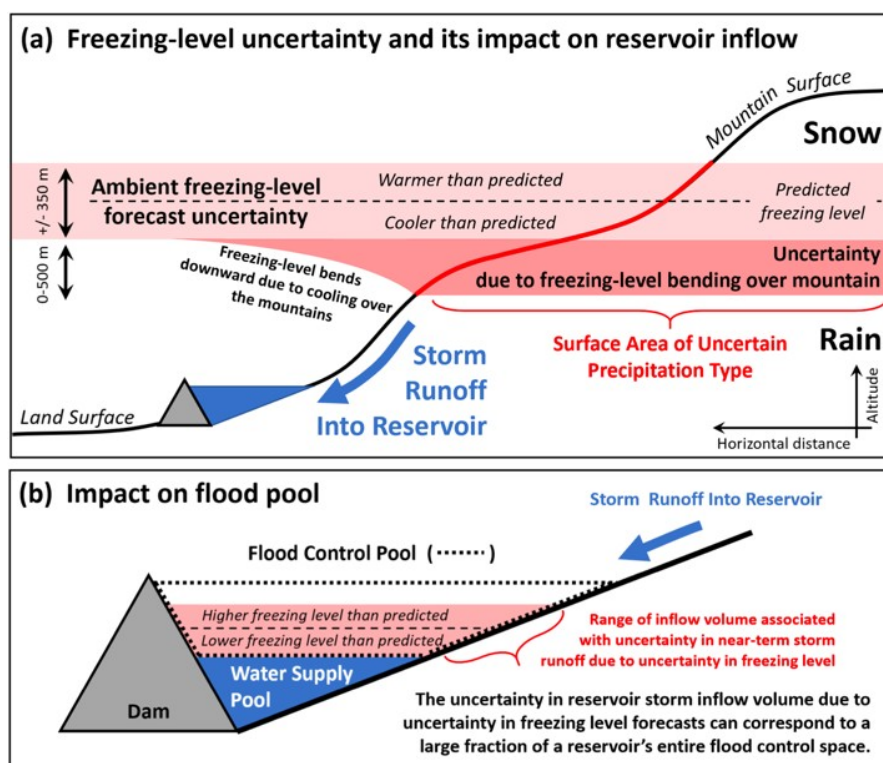 (a) Freezing-level uncertainty and its impact on reservoir inflow
Mountain Surface
Snow
+/- 350 m
Ambient freezing-level
forecast uncertainty
Warmer than predicted
Cooler than predicted
Predicted
freezing level
0-500 m
Freezing-level bends
downward due to cooling over
the mountains
Uncertainty
due to freezing-level bending over mountain
Surface Area of Uncertain
Precipitation Type
Rain
Storm
Runoff
Into Reservoir
Land Surface
Altitude
Horizontal distance
(b) Impact on flood pool
Storm Runoff Into Reservoir
Flood Control Pool ( )
Higher freezing level than predicted
Lower freezing level than predicted
Range of inflow volume associated
with uncertainty in near-term storm
runoff due to uncertainty in freezing level
Water Supply
Pool
Dam
The uncertainty in reservoir storm inflow volume due to
uncertainty in freezing level forecasts can correspond to a
large fraction of a reservoir's entire flood control space.